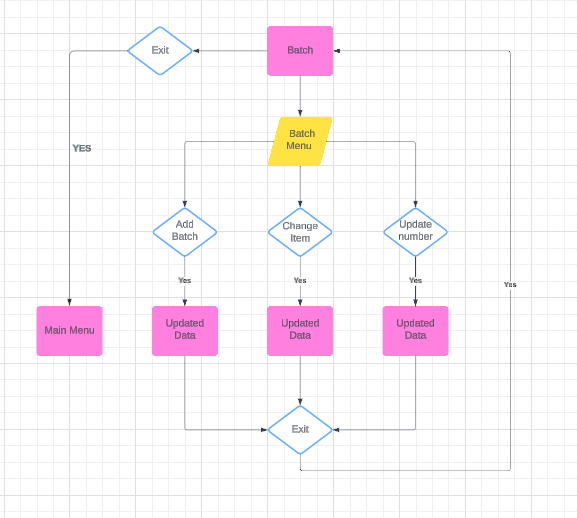 Exit
Batch
YES
Batch
Menu
Add
Batch
Change
Item
Update
number
Yes
Yes
Yes
Yes
Main Menu
Updated
Data
Updated
Data
Updated
Data
Exit